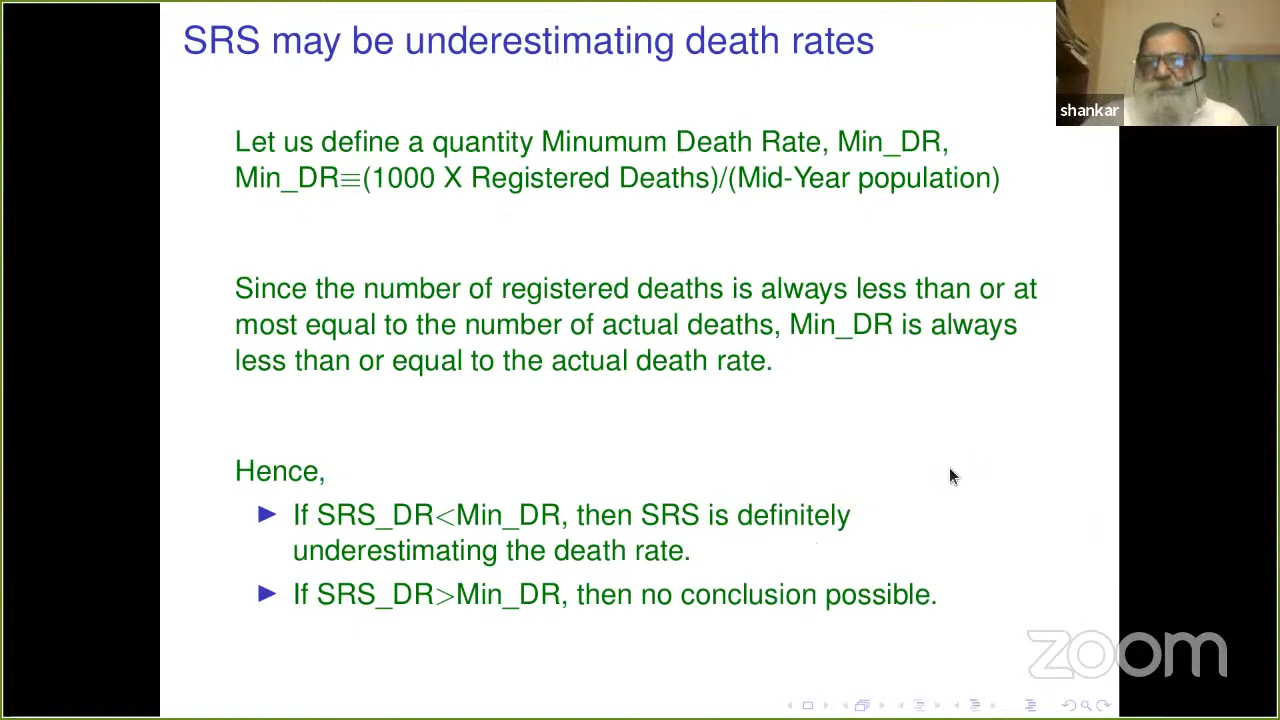 SRS may be underestimating death rates
shankar
Let us define a quantity Minumum Death Rate, Min_DR,
Min_DR≡(1000 X Registered Deaths)/(Mid-Year population)
Since the number of registered deaths is always less than or at
most equal to the number of actual deaths, Min_DR is always
less than or equal to the actual death rate.
Hence,
If SRS_DR<Min_DR, then SRS is definitely
underestimating the death rate.
If SRS_DR>Min_DR, then no conclusion possible.
zoom